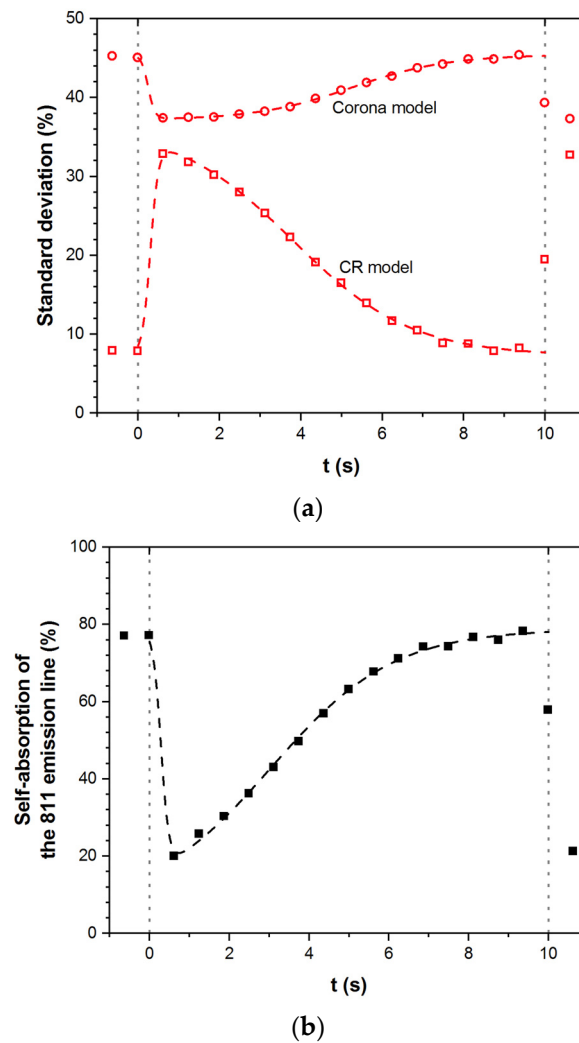 50
40
30
20
10
0
Standard deviation (%)
Corona model
CR model
0 2 4 6 8 10
t (s)
(a)
100
80
60
40
20
0
Self-absorption of
the 811 emission line (%)
0 2 4 6 8 10
t (s)
(b)